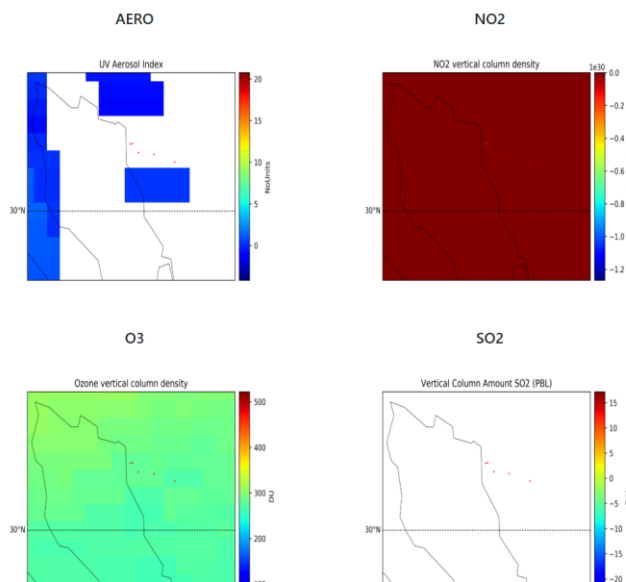 AERO
NO2
UV Aerosol Index
NO2 vertical column density
1e30
20
15
10
5
0
NoUnits
30°N
0.0
−0.2
−0.4
−0.6
−0.8
−1.0
−1.2
O3
SO2
Ozone vertical column density
Vertical Column Amount SO2 (PBL)
500
400
300
200
DU
30°N
15
10
5
0
−5
−10
−15
−20